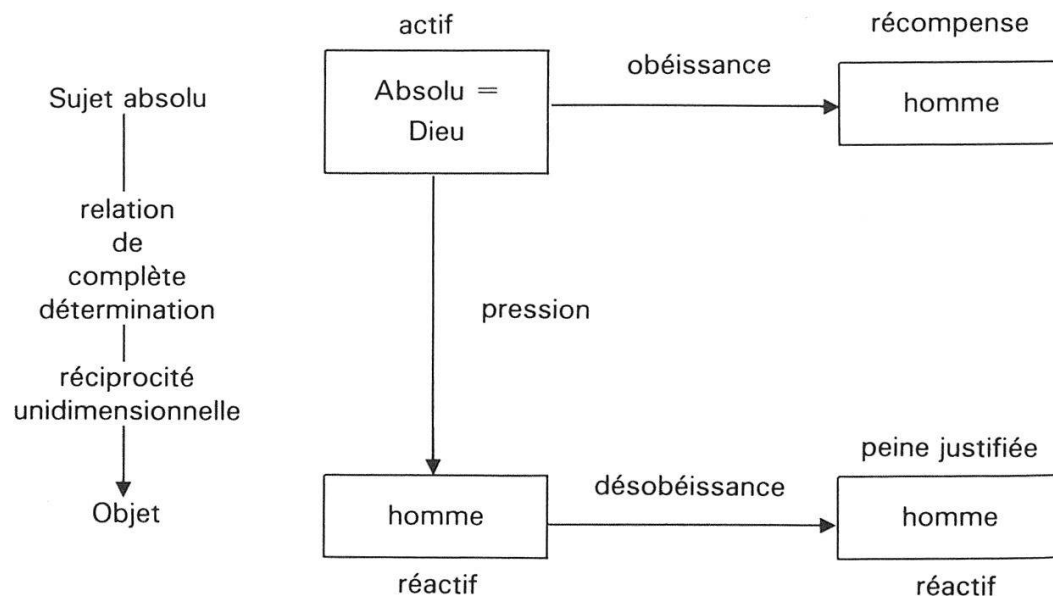 actif
récompense
Sujet absolu
Absolu =
Dieu
obéissance
homme
relation
de
complète
détermination
pression
réciprocité
unidimensionnelle
Objet
homme
désobéissance
peine justifiée
homme
réactif
réactif